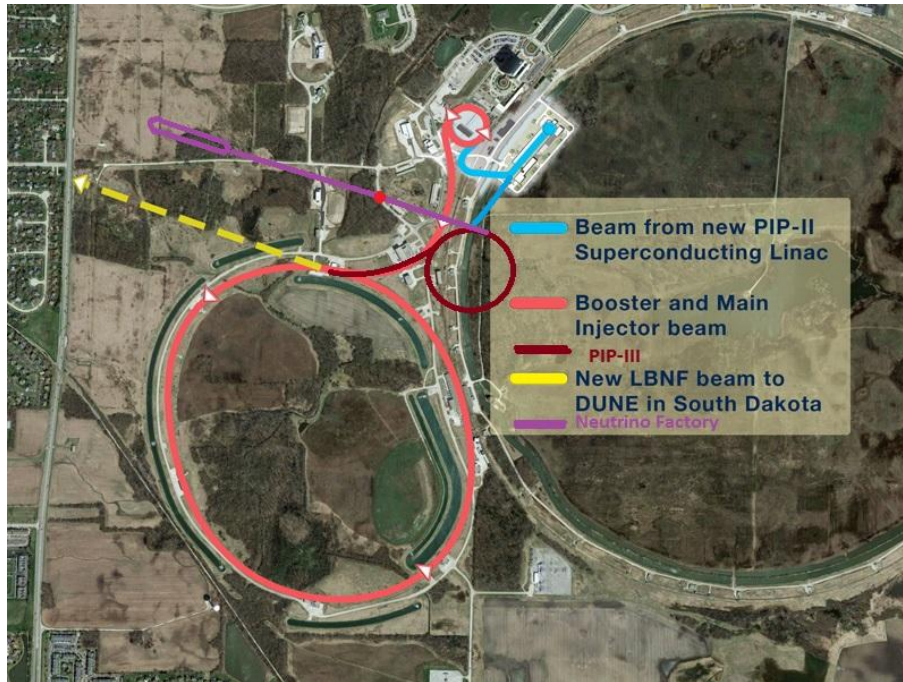 Beam from new PIP-II
Superconducting Linac
Booster and Main
Injector beam
PIP-III
New LBNF beam to
DUNE in South Dakota
Neutrino Factory